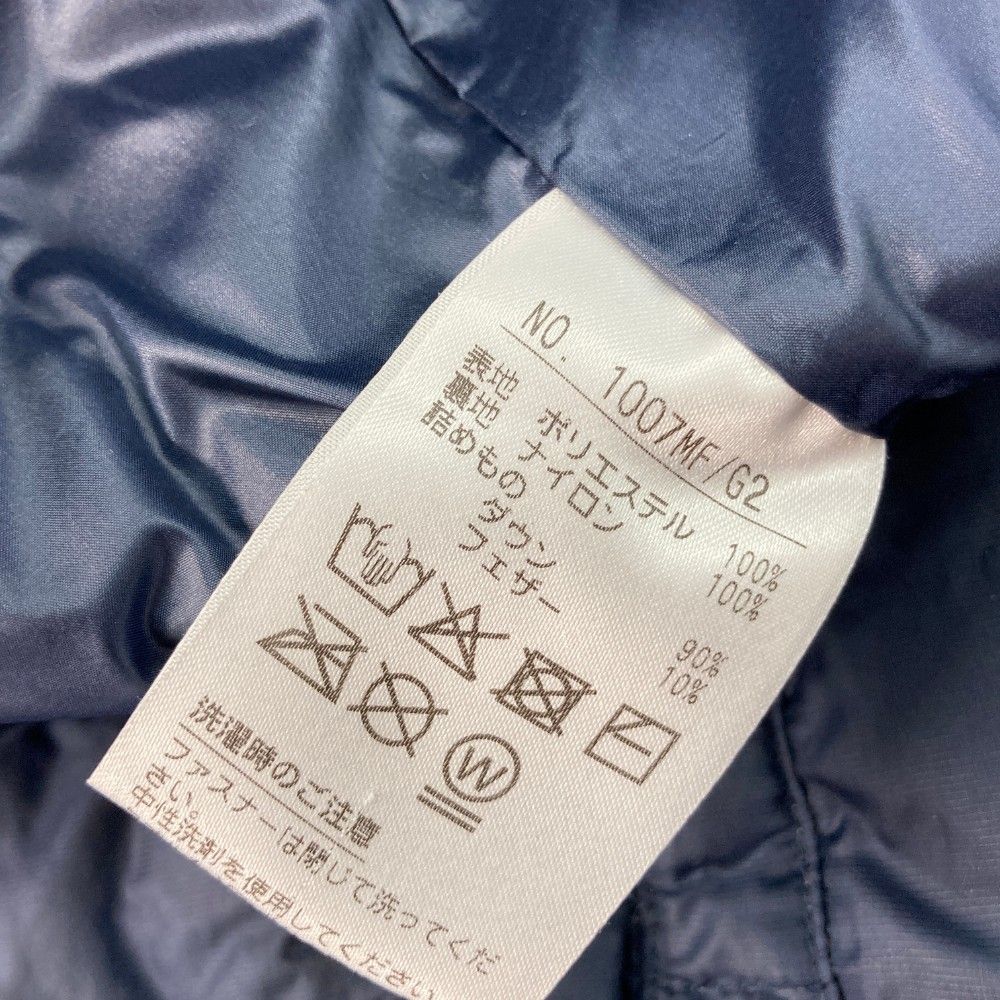 NO. 1007MF/G2
表地 ポリエステル 100%
裏地 ナイロン 100%
詰めもの
ダウン 90%
フェザー 10%
W
洗濯時のご注意
ファスナーは閉じて洗ってくだ
さい。
中性洗剤を使用してください